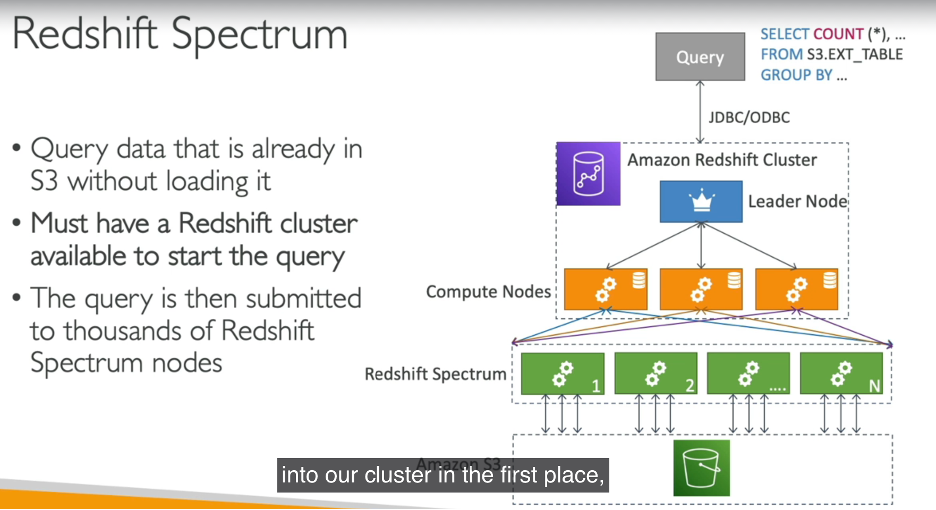 Redshift Spectrum
• Query data that is already in
S3 without loading it
• Must have a Redshift cluster
available to start the query
• The query is then submitted
to thousands of Redshift
Spectrum nodes
Query
SELECT COUNT (*), ...
FROM S3.EXT_TABLE
GROUP BY ...
JDBC/ODBC
Amazon Redshift Cluster
Leader Node
Compute Nodes
Redshift Spectrum
1
2
....
N
Amazon S3
into our cluster in the first place,